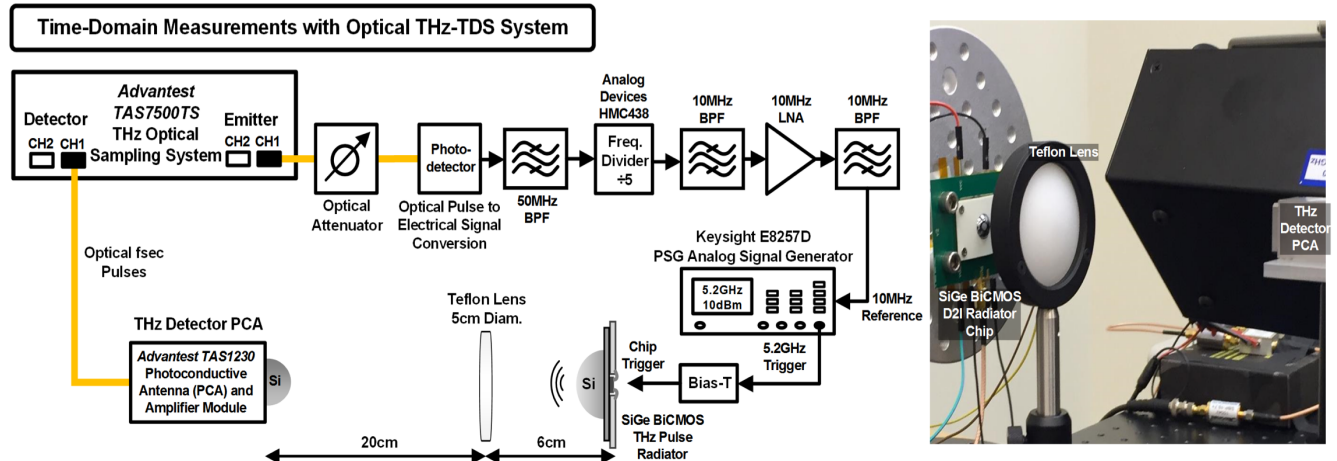 Time-Domain Measurements with Optical THz-TDS System
Advantest
TAS7500TS
THz Optical
Sampling System
Detector
CH2 CH1
Emitter
CH2 CH1
Optical
Attenuator
Photo-
detector
Optical Pulse to
Electrical Signal
Conversion
50MHz
BPF
Analog
Devices
HMC438
Freq.
Divider
÷5
10MHz
BPF
10MHz
LNA
10MHz
BPF
Optical fsec
Pulses
Keysight E8257D
PSG Analog Signal Generator
5.2GHz
10dBm
10MHz
Reference
5.2GHz
Trigger
Bias-T
Chip
Trigger
THz Detector PCA
Advantest TAS1230
Photoconductive
Antenna (PCA) and
Amplifier Module
Si
Teflon Lens
5cm Diam.
Si
SiGe BiCMOS
THz Pulse
Radiator
20cm
6cm
Teflon Lens
THz
Detector
PCA
SiGe BiCMOS
D2I Radiator
Chip